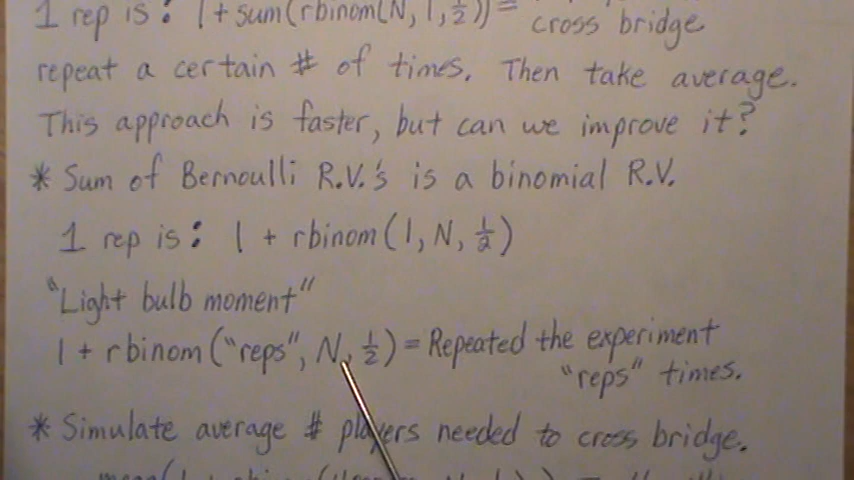 1 rep is: 1 + sum(rbinom(N, 1, 1/2)) =
cross bridge
repeat a certain # of times. Then take average.
This approach is faster, but can we improve it?
* Sum of Bernoulli R.V.'s is a binomial R.V.
1 rep is: 1 + rbinom(1, N, 1/2)
"Light bulb moment"
1 + rbinom("reps", N, 1/2) = Repeated the experiment
"reps" times.
* Simulate average # players needed to cross bridge.